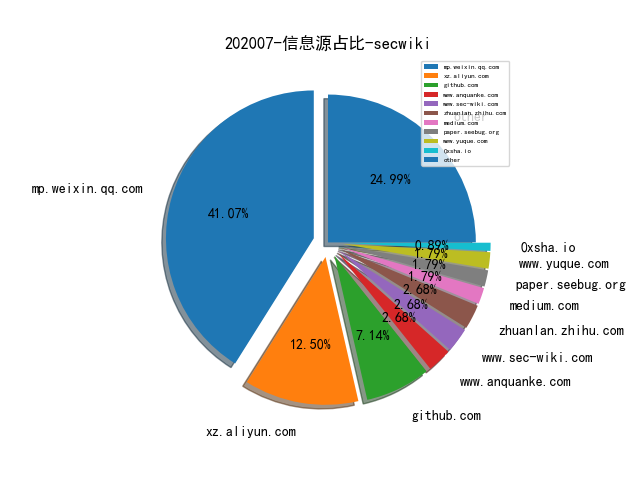 202007-信息源占比-secwiki
mp.weixin.qq.com
xz.aliyun.com
github.com
www.anquanke.com
www.sec-wiki.com
zhuanlan.zhihu.com
medium.com
paper.seebug.org
www.yuque.com
0xsha.io
other
other
24.99%
mp.weixin.qq.com
41.07%
0.89%
0xsha.io
1.79%
www.yuque.com
1.79%
paper.seebug.org
1.79%
medium.com
2.68%
zhuanlan.zhihu.com
2.68%
www.sec-wiki.com
2.68%
www.anquanke.com
7.14%
github.com
12.50%
xz.aliyun.com